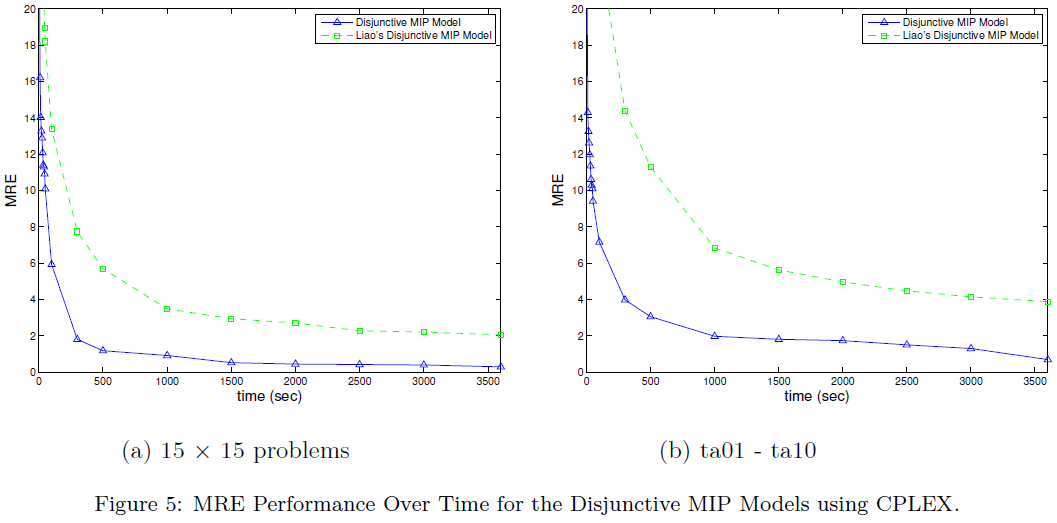 20
18
16
14
12
10
8
6
4
2
0
MRE
Disjunctive MIP Model
Liao's Disjunctive MIP Model
0 500 1000 1500 2000 2500 3000 3500
time (sec)
(a) 15 × 15 problems
20
18
16
14
12
10
8
6
4
2
0
MRE
Disjunctive MIP Model
Liao's Disjunctive MIP Model
0 500 1000 1500 2000 2500 3000 3500
time (sec)
(b) ta01 - ta10
Figure 5: MRE Performance Over Time for the Disjunctive MIP Models using CPLEX.